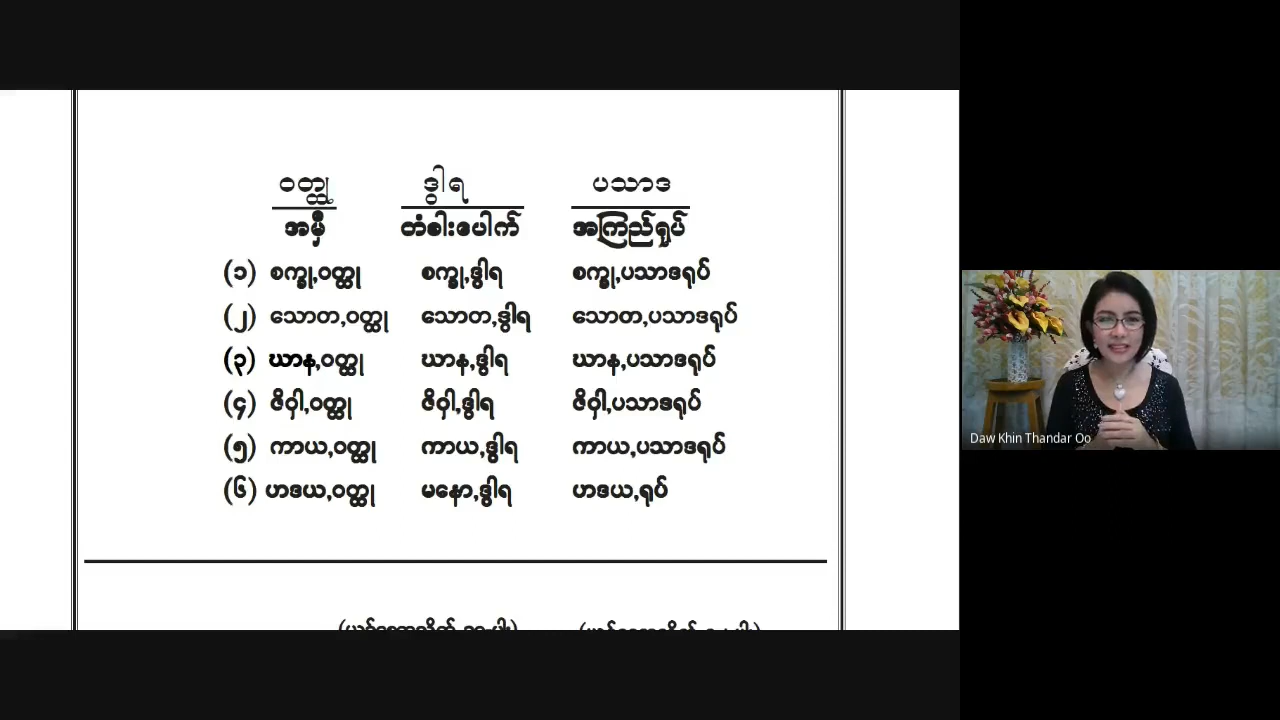 ဝတ္ထု ဒွါရ ပသာဒ
အမှီ တံခါးပေါက် အကြည်ရုပ်
(၁) စက္ခု,ဝတ္ထု စက္ခု,ဒွါရ စက္ခု,ပသာဒရုပ်
(၂) သောတ,ဝတ္ထု သောတ,ဒွါရ သောတ,ပသာဒရုပ်
(၃) ဃာန,ဝတ္ထု ဃာန,ဒွါရ ဃာန,ပသာဒရုပ်
(၄) ဇိဝှါ,ဝတ္ထု ဇိဝှါ,ဒွါရ ဇိဝှါ,ပသာဒရုပ်
(၅) ကာယ,ဝတ္ထု ကာယ,ဒွါရ ကာယ,ပသာဒရုပ်
(၆) ဟဒယ,ဝတ္ထု မနော,ဒွါရ ဟဒယ,ရုပ်
Daw Khin Thandar Oo